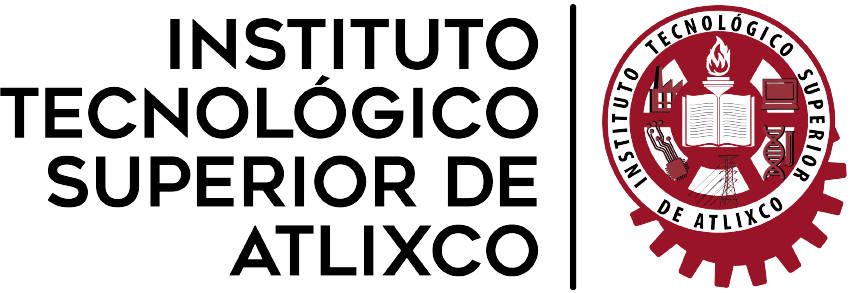 INSTITUTO
TECNOLÓGICO
SUPERIOR DE
ATLIXCO
INSTITUTO TECNOLÓGICO SUPERIOR
DE ATLIXCO